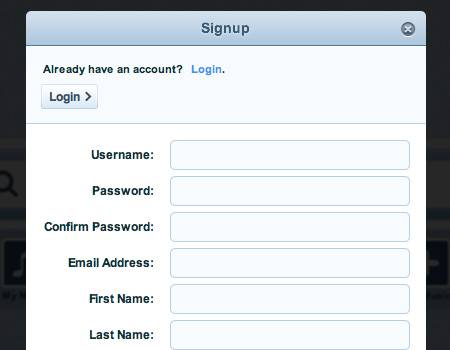 Signup
Already have an account? Login.
Login
Username:
Password:
Confirm Password:
Email Address:
First Name:
Last Name: